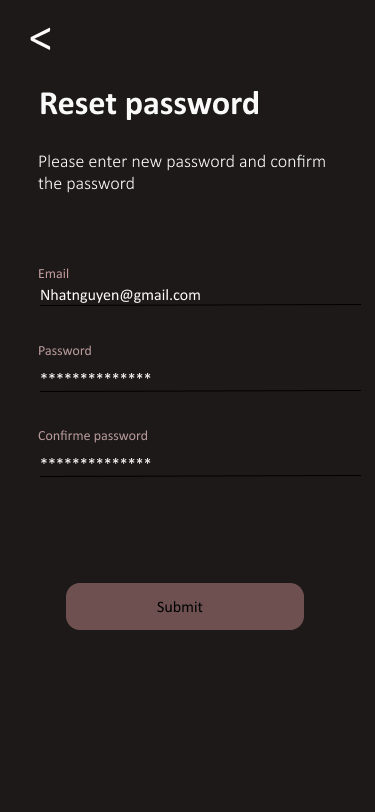 <
Reset password
Please enter new password and confirm
the password
Email
Nhatnguyen@gmail.com
Password
**************
Confirme password
**************
Submit